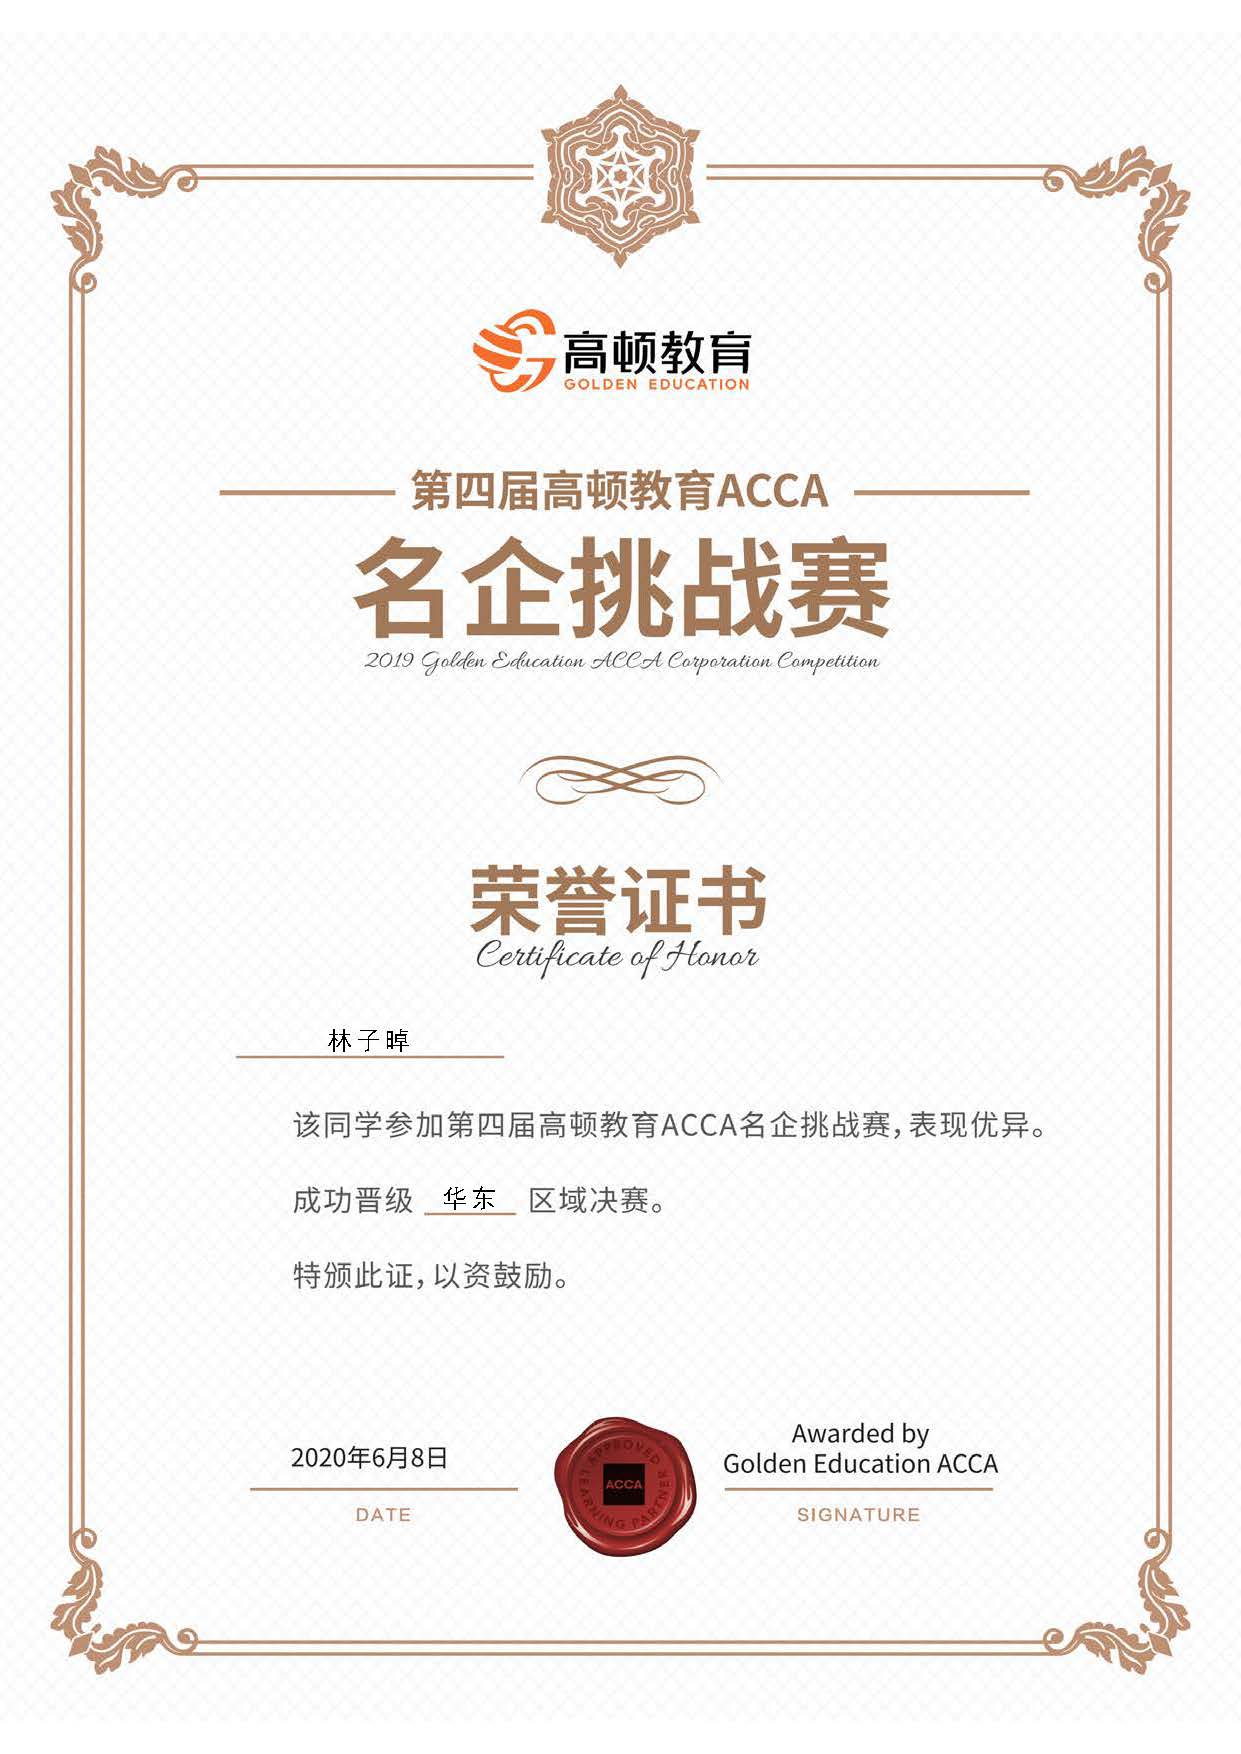 高顿教育
GOLDEN EDUCATION
第四届高顿教育ACCA
名企挑战赛
2019 Golden Education ACCA Corporation Competition
荣誉证书
Certificate of Honor
林子晫
该同学参加第四届高顿教育ACCA名企挑战赛，表现优异。
成功晋级 华东 区域决赛。
特颁此证，以资鼓励。
2020年6月8日
DATE
APPROVED
ACCA
LEARNING PARTNER
Awarded by
Golden Education ACCA
SIGNATURE